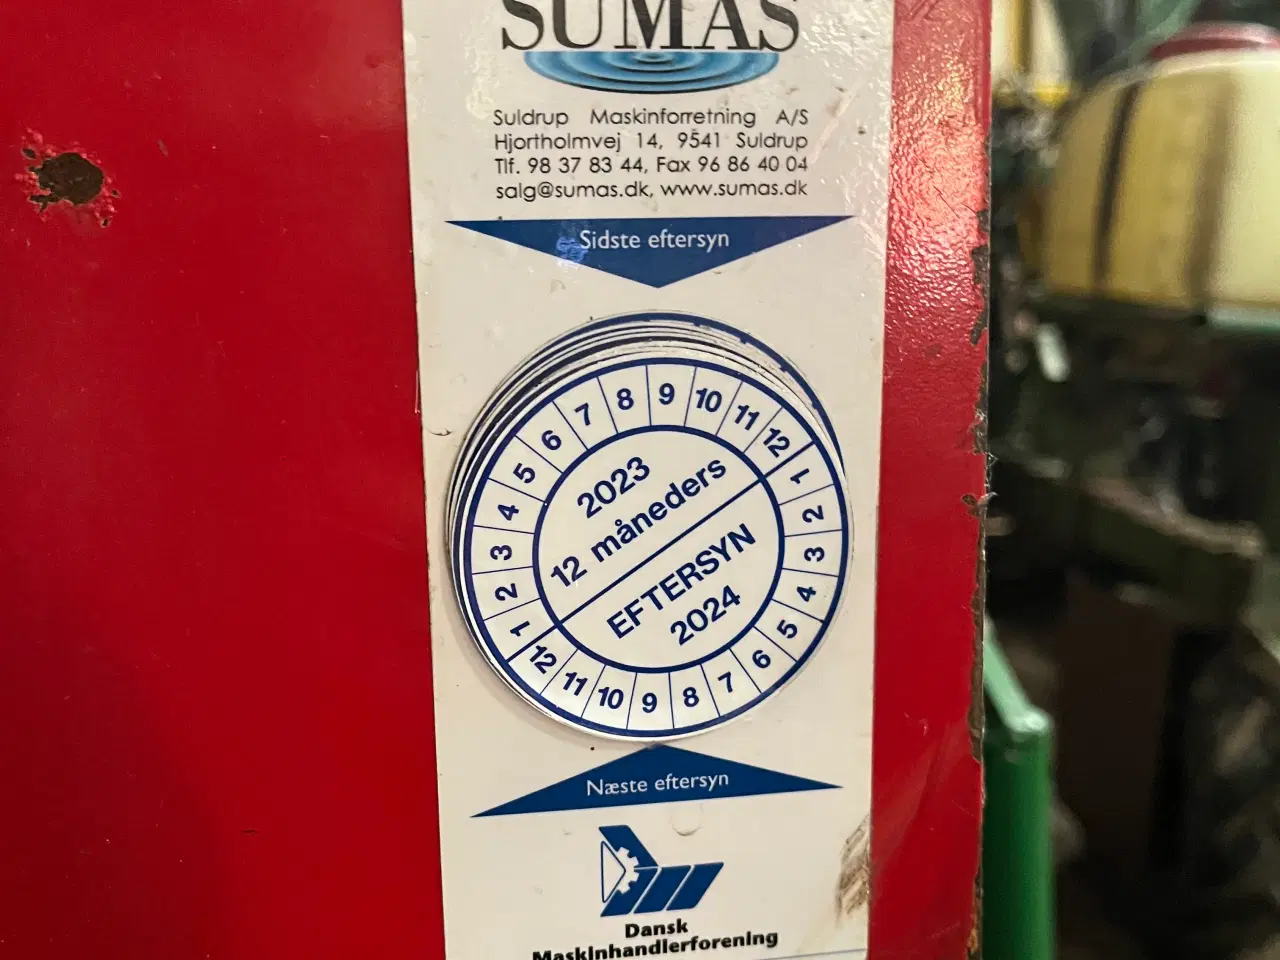 SUMAS
Suldrup Maskinforretning A/S
Hjortholmvej 14, 9541 Suldrup
Tlf. 98 37 83 44, Fax 96 86 40 04
salg@sumas.dk, www.sumas.dk
Sidste eftersyn
1 2 3 4 5 6 7 8 9 10 11 12
2023
12 måneders
EFTERSYN
2024
1 2 3 4 5 6 7 8 9 10 11 12
Næste eftersyn
Dansk
Maskinhandlerforening